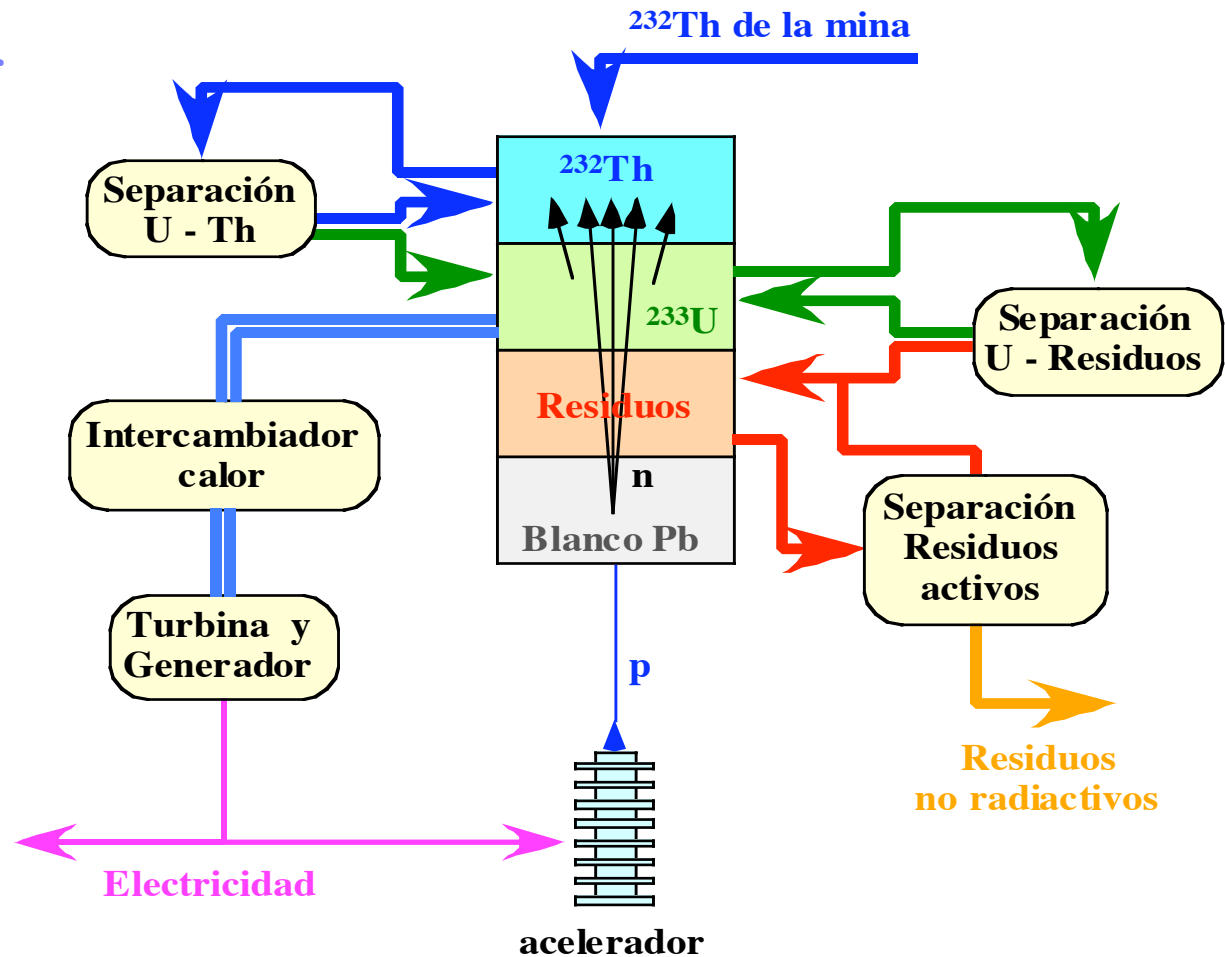 ²³²Th de la mina
²³²Th
Separación
U - Th
²³³U
Separación
U - Residuos
Residuos
Intercambiador
calor
n
Blanco Pb
Separación
Residuos
activos
Turbina y
Generador
p
Residuos
no radiactivos
Electricidad
acelerador